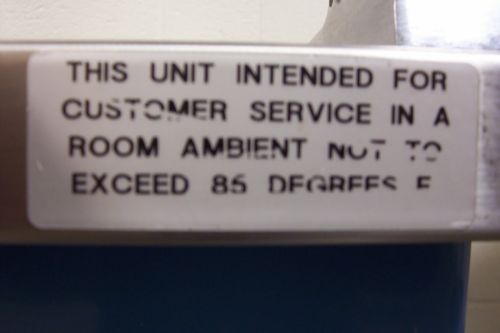 THIS UNIT INTENDED FOR
CUSTOMER SERVICE IN A
ROOM AMBIENT NOT TO
EXCEED 85 DEGREES F